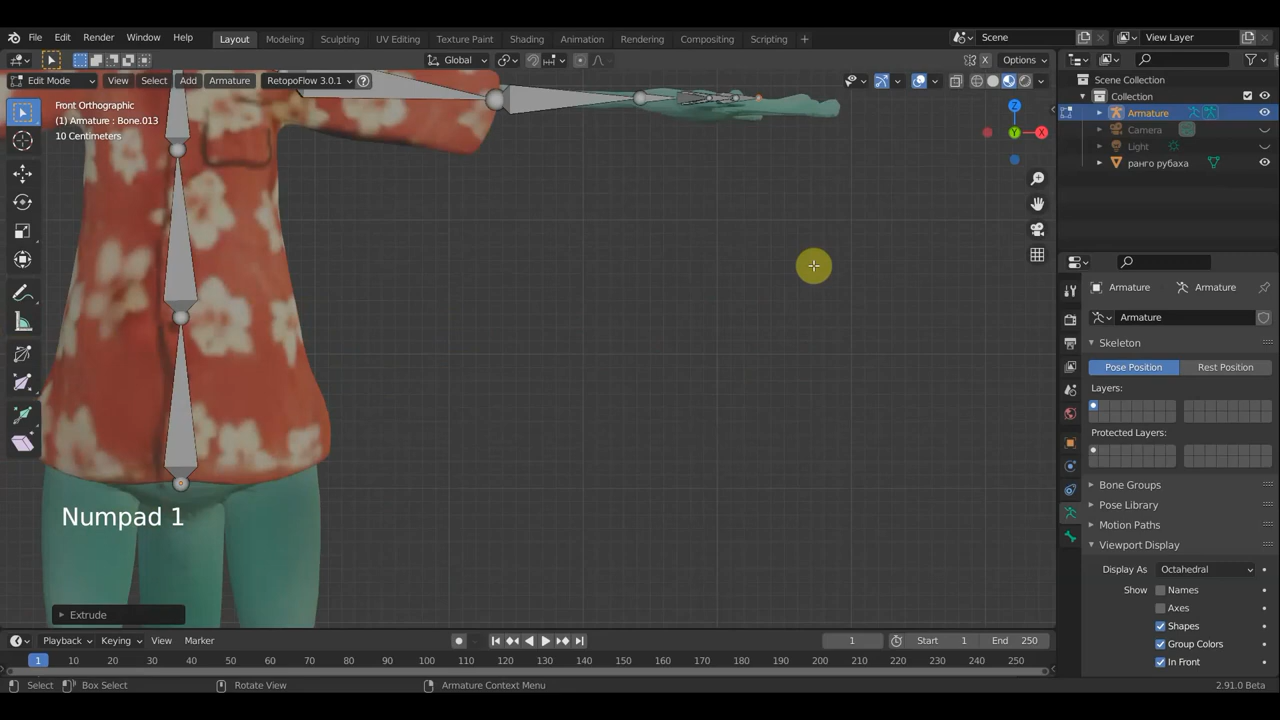 File Edit Render Window Help Layout Modeling Sculpting UV Editing Texture Paint Shading Animation Rendering Compositing Scripting + Scene View Layer
Global Options
Edit Mode View Select Add Armature RetopoFlow 3.0.1 ?
Front Orthographic
(1) Armature : Bone.013
10 Centimeters
Z
Y
X
Scene Collection
Collection
Armature
Camera
Light
ранго рубаха
Armature Armature
Armature
Skeleton
Pose Position Rest Position
Layers:
Protected Layers:
Bone Groups
Pose Library
Motion Paths
Viewport Display
Display As Octahedral
Show Names
Axes
Shapes
Group Colors
In Front
Numpad 1
Extrude
Playback Keying View Marker 1 Start 1 End 250
1 10 20 30 40 50 60 70 80 90 100 110 120 130 140 150 160 170 180 190 200 210 220 230 240 250
Select Box Select Rotate View Armature Context Menu 2.91.0 Beta